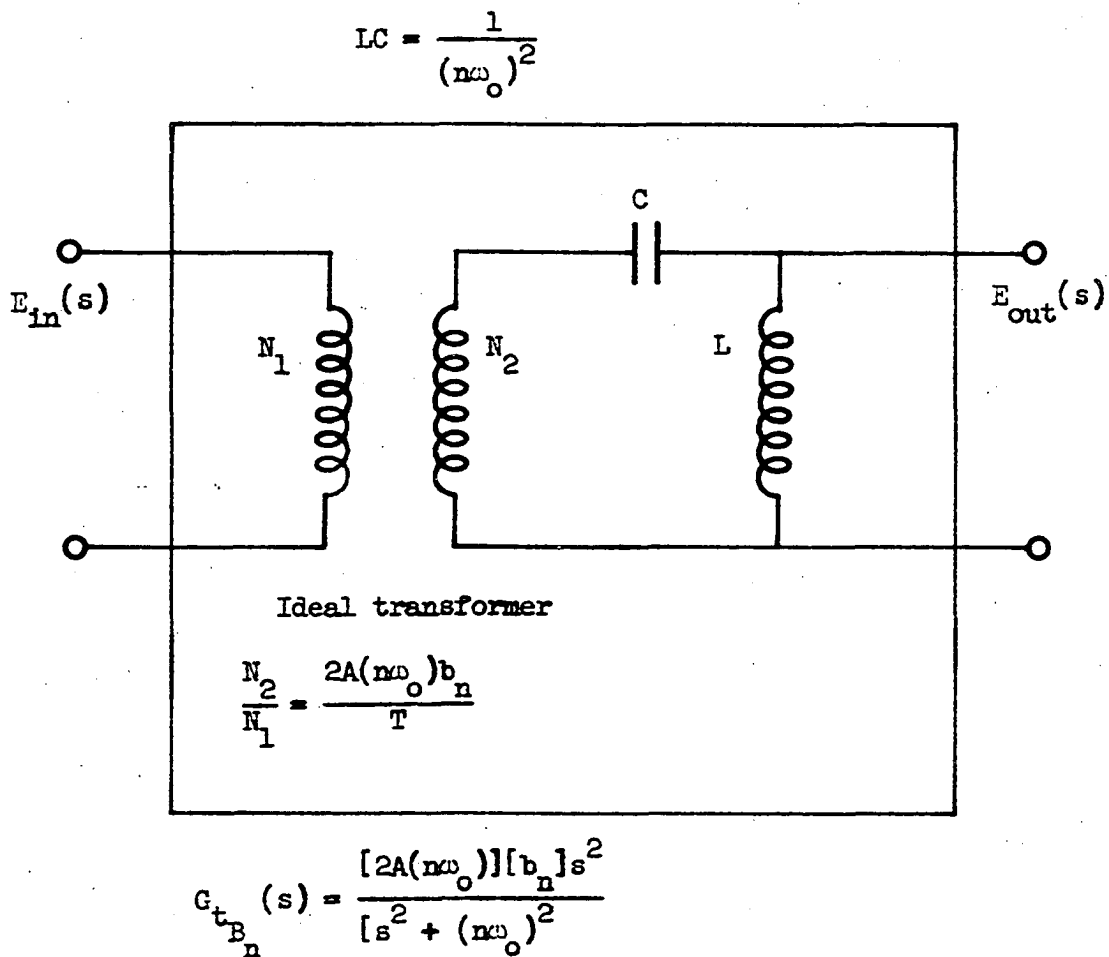 LC = 1 / (nω_o)^2
C
E_in(s)
N_1
N_2
L
E_out(s)
Ideal transformer
N_2 / N_1 = 2A(nω_o)b_n / T
G_{t_{B_n}}(s) = [2A(nω_o)][b_n]s^2 / [s^2 + (nω_o)^2